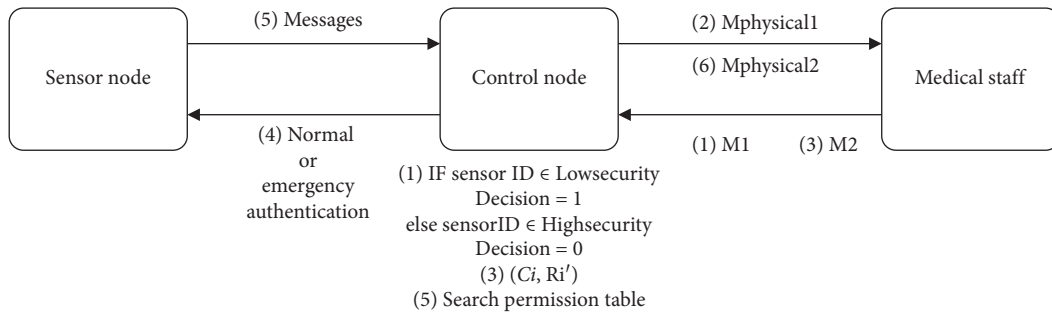 (5) Messages
(2) Mphysical1
Sensor node
Control node
(6) Mphysical2
Medical staff
(4) Normal
or
emergency
authentication
(1) M1
(3) M2
(1) IF sensor ID ∈ Lowsecurity
Decision = 1
else sensorID ∈ Highsecurity
Decision = 0
(3) (Ci, Ri′)
(5) Search permission table